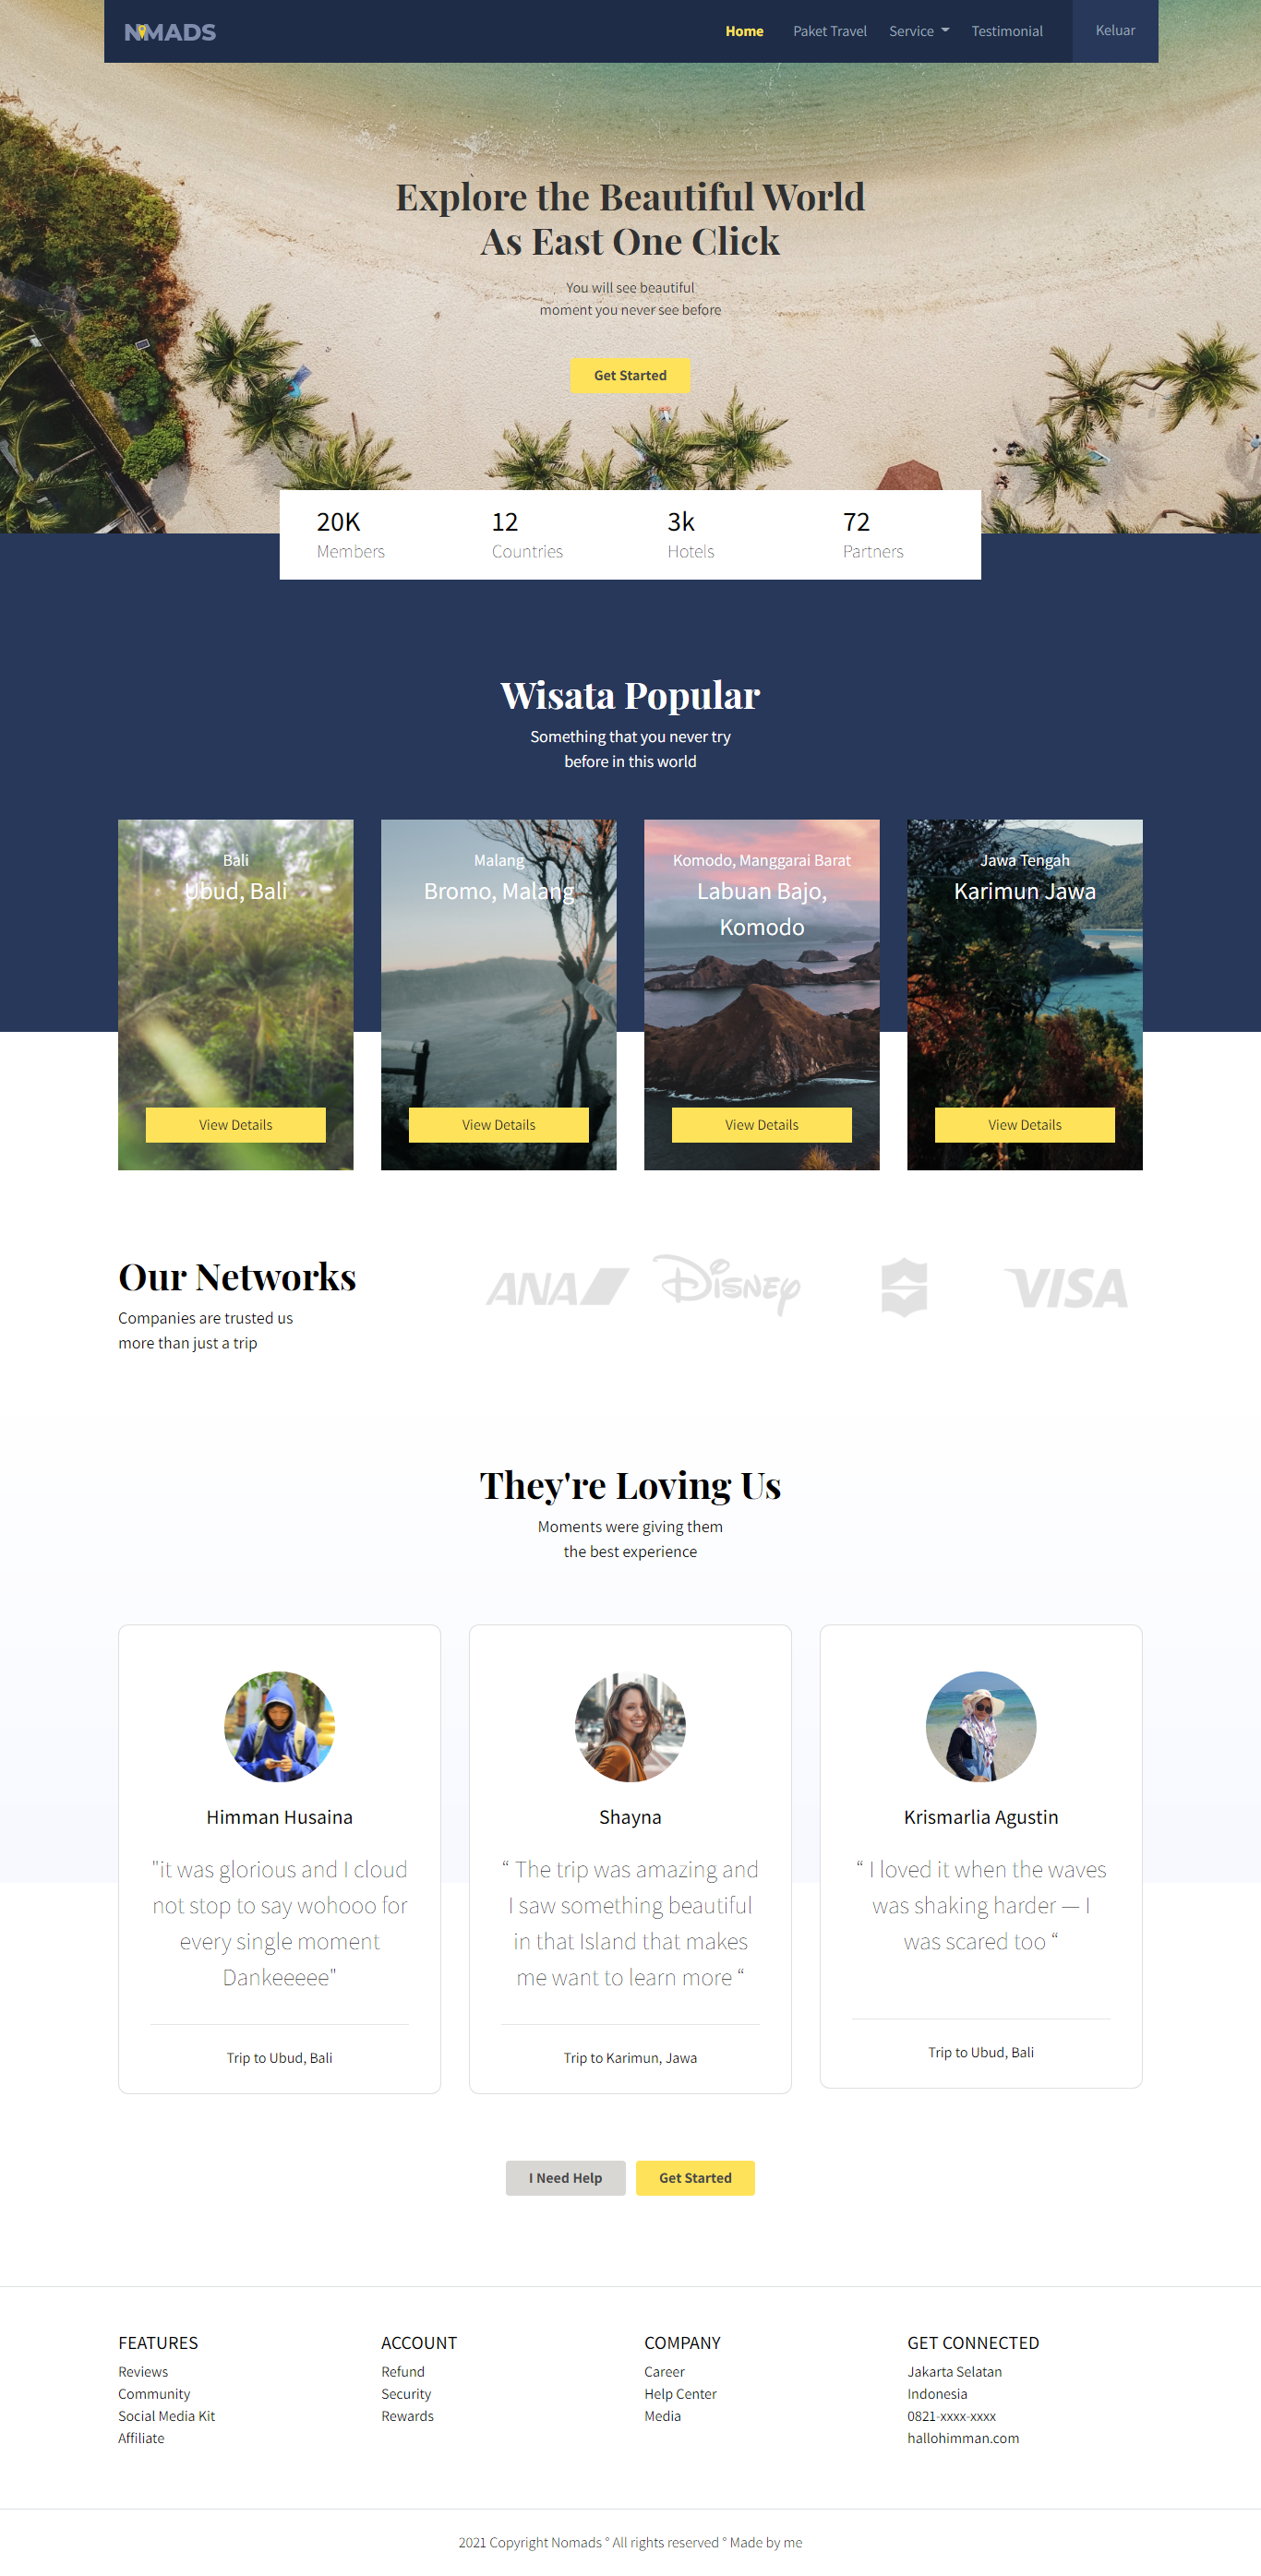 NOMADS
Home
Paket Travel
Service
Testimonial
Keluar
Explore the Beautiful World
As East One Click
You will see beautiful
moment you never see before
Get Started
20K
Members
12
Countries
3k
Hotels
72
Partners
Wisata Popular
Something that you never try
before in this world
Bali
Ubud, Bali
View Details
Malang
Bromo, Malang
View Details
Komodo, Manggarai Barat
Labuan Bajo,
Komodo
View Details
Jawa Tengah
Karimun Jawa
View Details
Our Networks
Companies are trusted us
more than just a trip
ANA
Disney
VISA
They're Loving Us
Moments were giving them
the best experience
Himman Husaina
"it was glorious and I cloud
not stop to say wohooo for
every single moment
Dankeeeee"
Trip to Ubud, Bali
Shayna
“ The trip was amazing and
I saw something beautiful
in that Island that makes
me want to learn more “
Trip to Karimun, Jawa
Krismarlia Agustin
“ I loved it when the waves
was shaking harder — I
was scared too “
Trip to Ubud, Bali
I Need Help
Get Started
FEATURES
Reviews
Community
Social Media Kit
Affiliate
ACCOUNT
Refund
Security
Rewards
COMPANY
Career
Help Center
Media
GET CONNECTED
Jakarta Selatan
Indonesia
0821-xxxx-xxxx
hallohimman.com
2021 Copyright Nomads ° All rights reserved ° Made by me